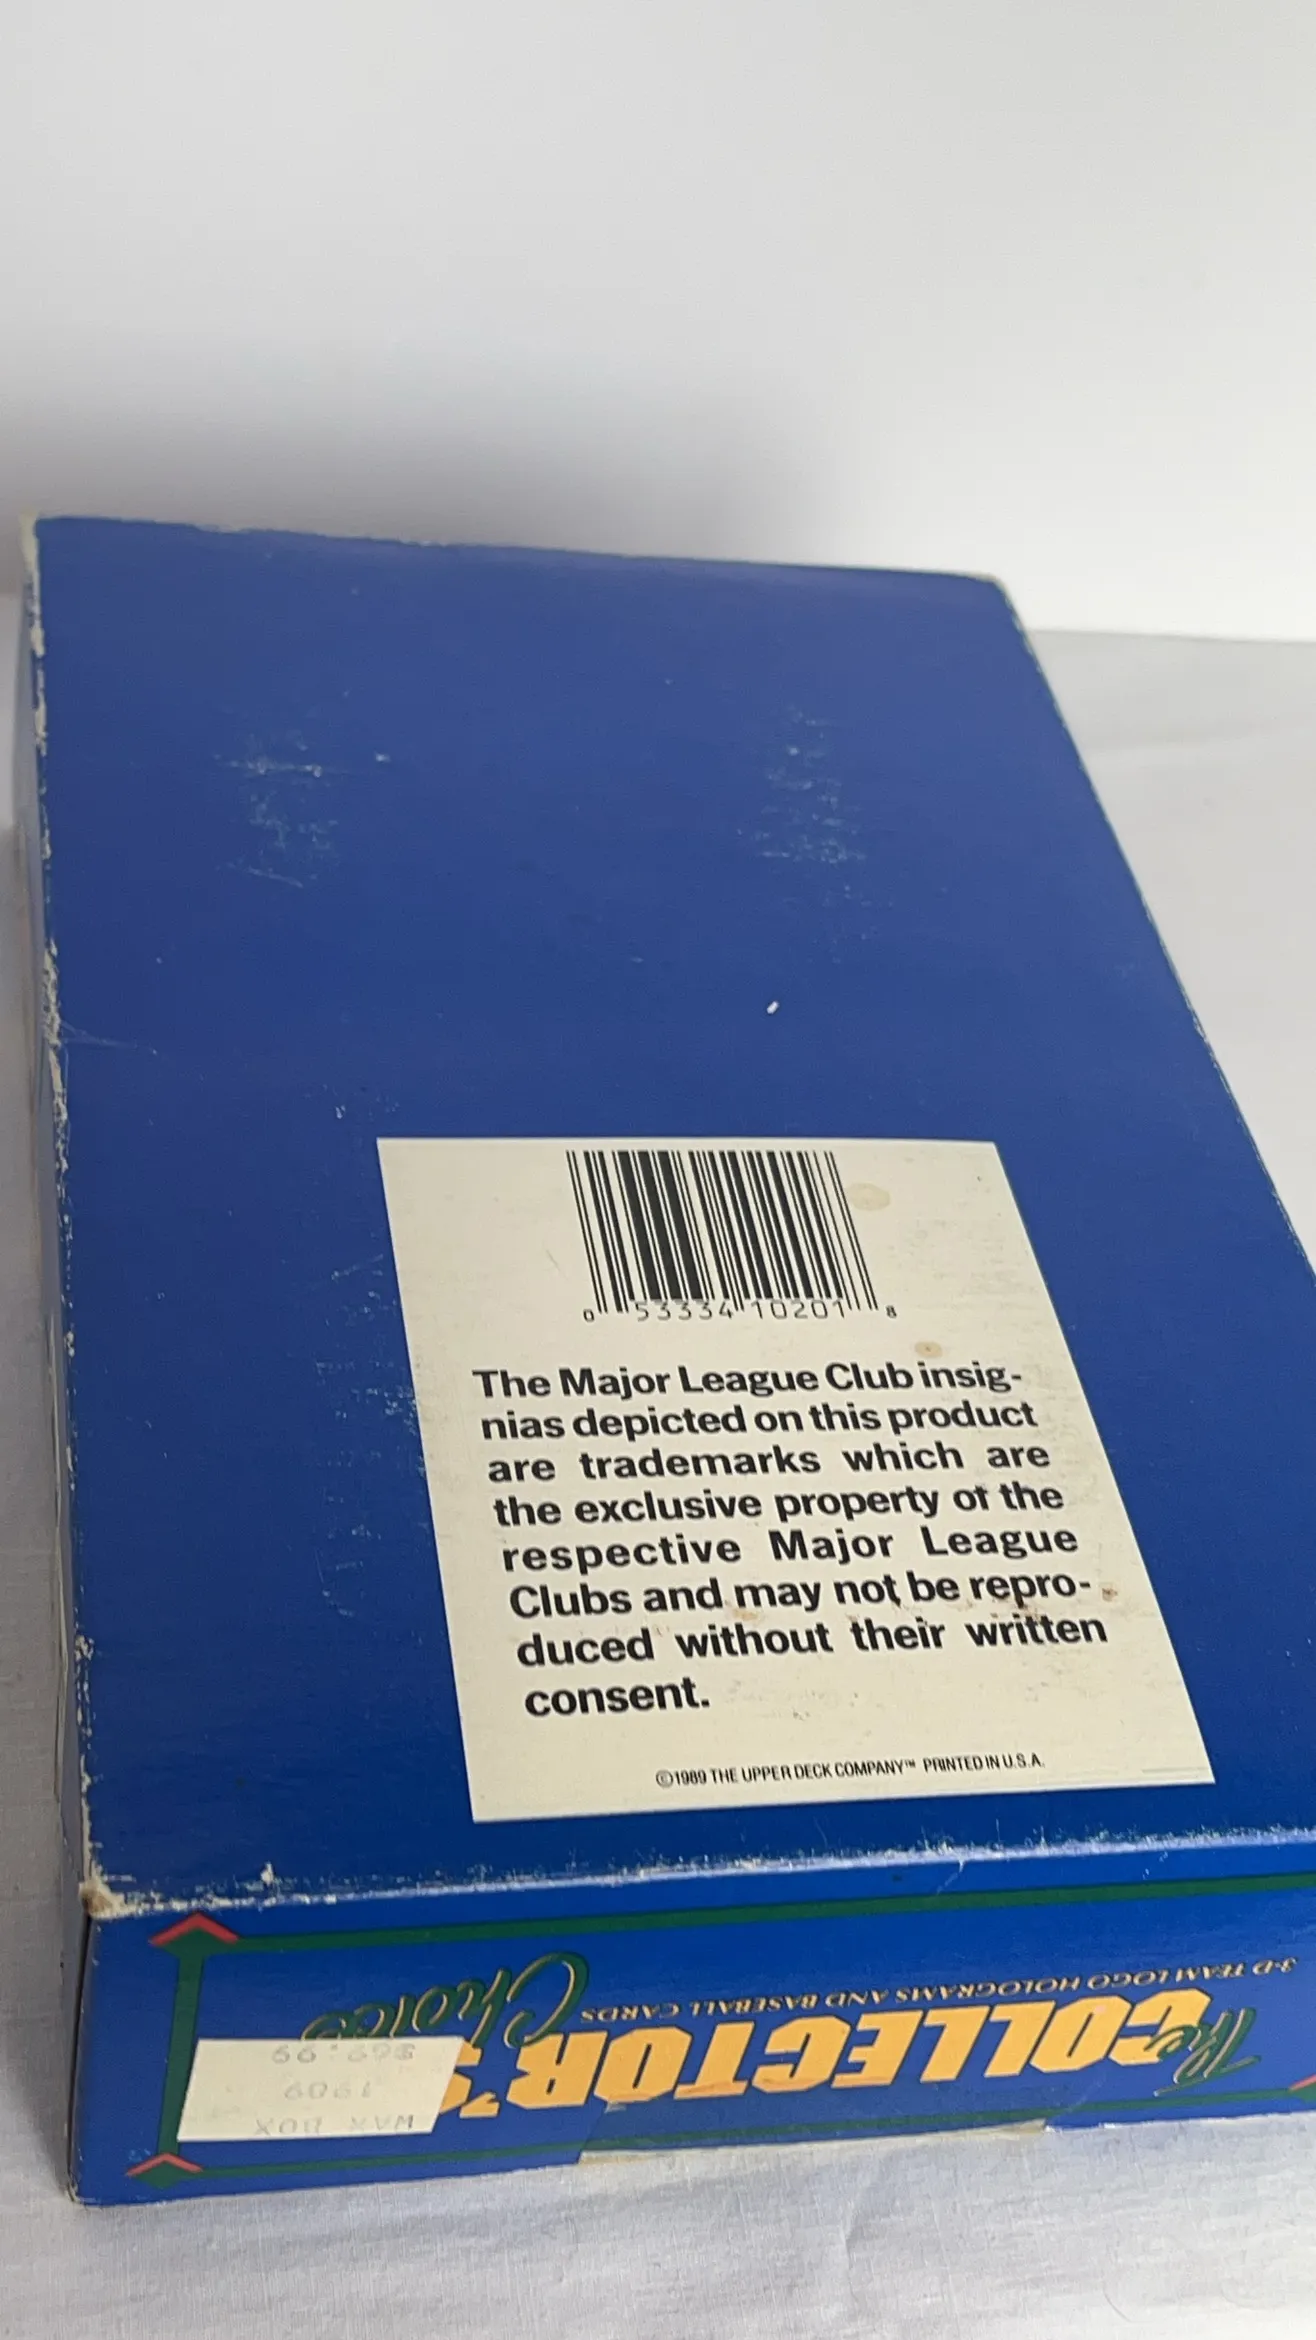 0 53334 10201 8
The Major League Club insig-
nias depicted on this product
are trademarks which are
the exclusive property of the
respective Major League
Clubs and may not be repro-
duced without their written
consent.
©1989 THE UPPER DECK COMPANY™ PRINTED IN U.S.A.
The COLLECTOR'S Choice
3-D TEAM LOGO HOLOGRAMS AND BASEBALL CARDS
WAX BOX